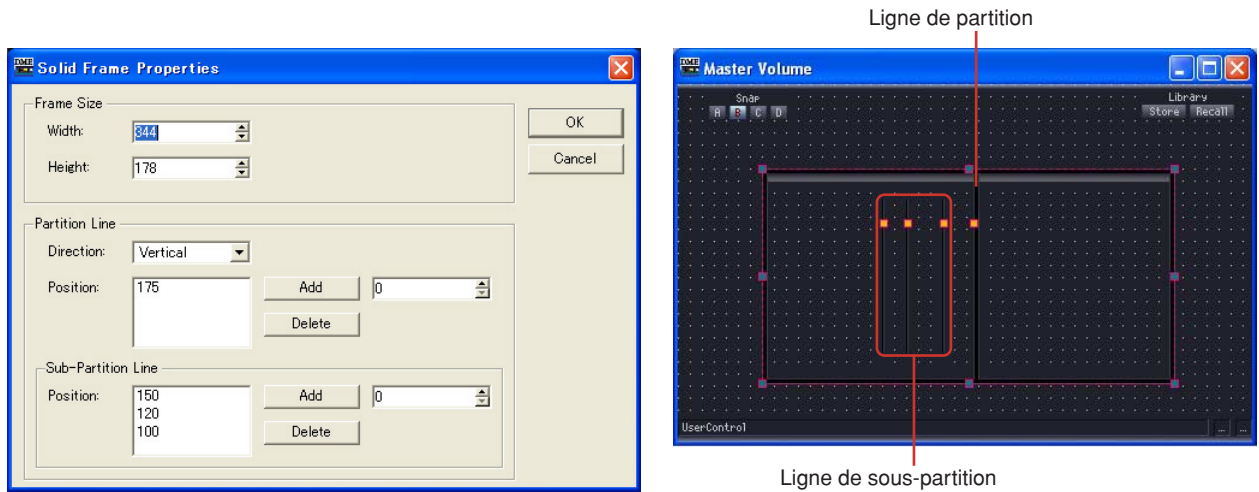 Ligne de partition
DME
Solid Frame Properties
Frame Size
Width:
344
Height:
178
OK
Cancel
Partition Line
Direction:
Vertical
Position:
175
Add
0
Delete
Sub-Partition Line
Position:
150
120
100
Add
0
Delete
DME
Master Volume
Snap
A B C D
Library
Store Recall
UserControl
... ...
Ligne de sous-partition